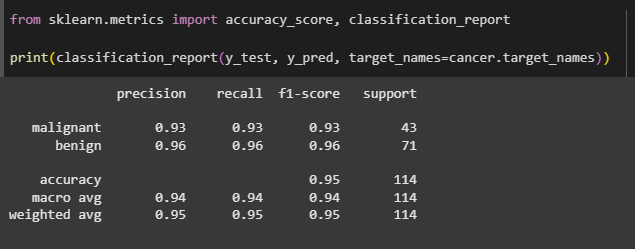 from sklearn.metrics import accuracy_score, classification_report
print(classification_report(y_test, y_pred, target_names=cancer.target_names))
precision recall f1-score support
malignant 0.93 0.93 0.93 43
benign 0.96 0.96 0.96 71
accuracy 0.95 114
macro avg 0.94 0.94 0.94 114
weighted avg 0.95 0.95 0.95 114